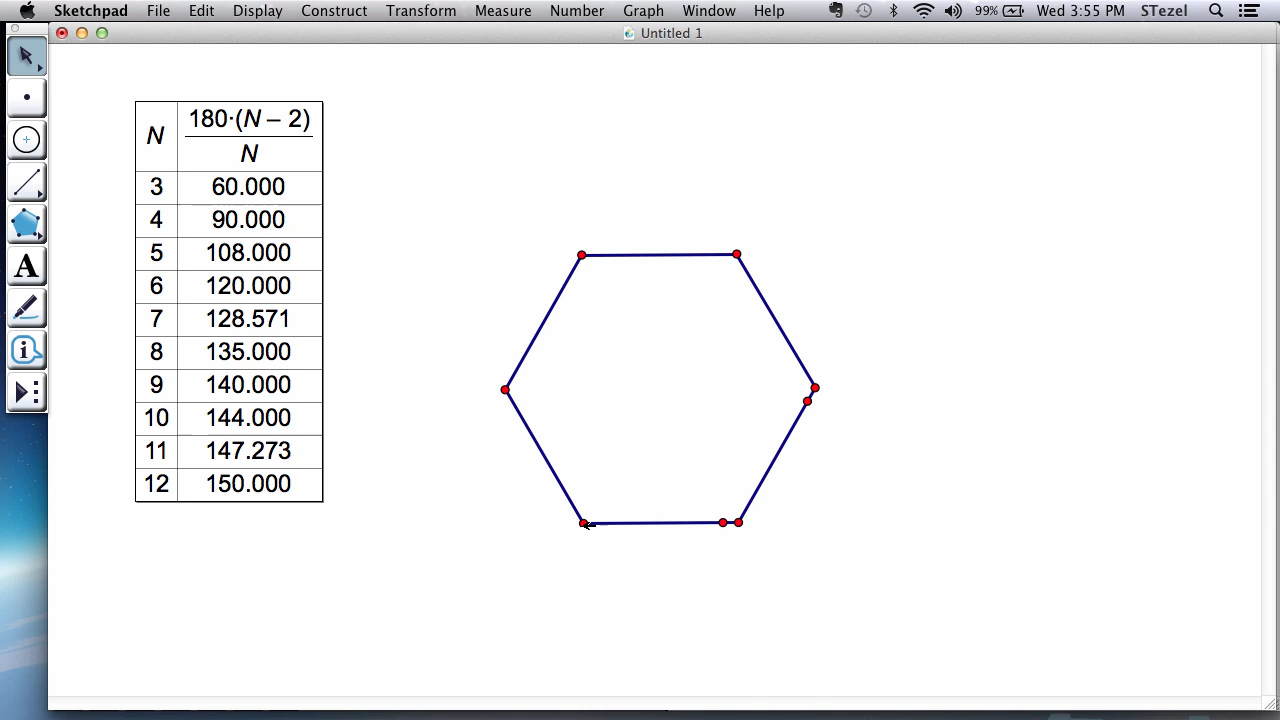 Sketchpad File Edit Display Construct Transform Measure Number Graph Window Help 99% Wed 3:55 PM STezel
Untitled 1
N 180·(N – 2)
N
3 60.000
4 90.000
5 108.000
6 120.000
7 128.571
8 135.000
9 140.000
10 144.000
11 147.273
12 150.000
A
i